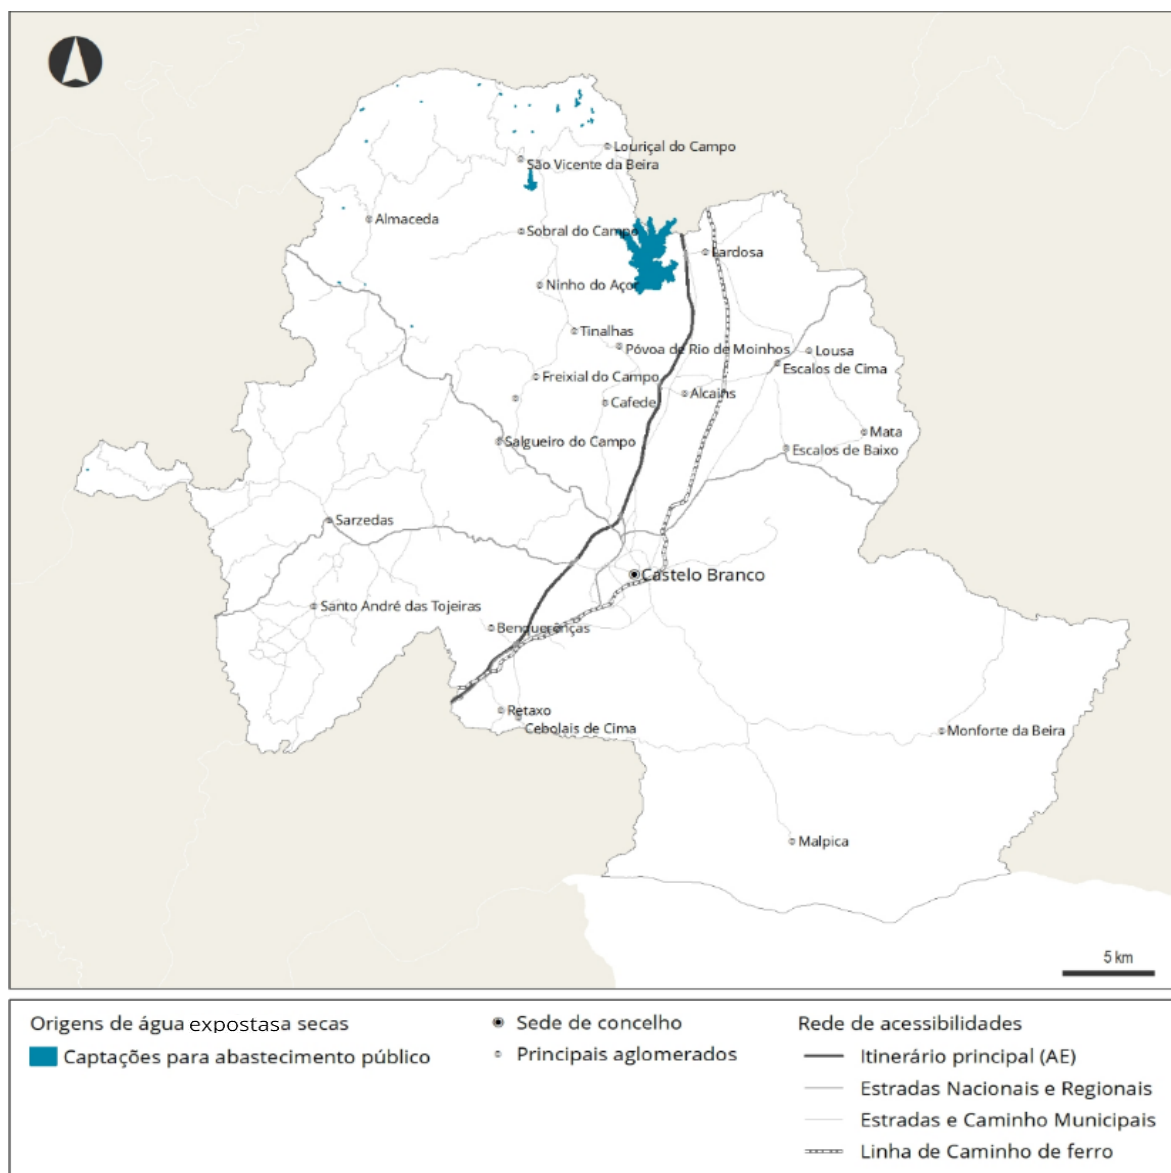 Louriçal do Campo
São Vicente da Beira
Almaceda
Sobral do Campo
Lardosa
Ninho do Açor
Tinalhas
Póvoa de Rio de Moinhos
Lousa
Escalos de Cima
Freixial do Campo
Alcains
Cafede
Mata
Salgueiro do Campo
Escalos de Baixo
Sarzedas
Castelo Branco
Santo André das Tojeiras
Benquerenças
Retaxo
Cebolais de Cima
Monforte da Beira
Malpica
5 km
Origens de água expostas a secas
Captações para abastecimento público
Sede de concelho
Principais aglomerados
Rede de acessibilidades
Itinerário principal (AE)
Estradas Nacionais e Regionais
Estradas e Caminho Municipais
Linha de Caminho de ferro